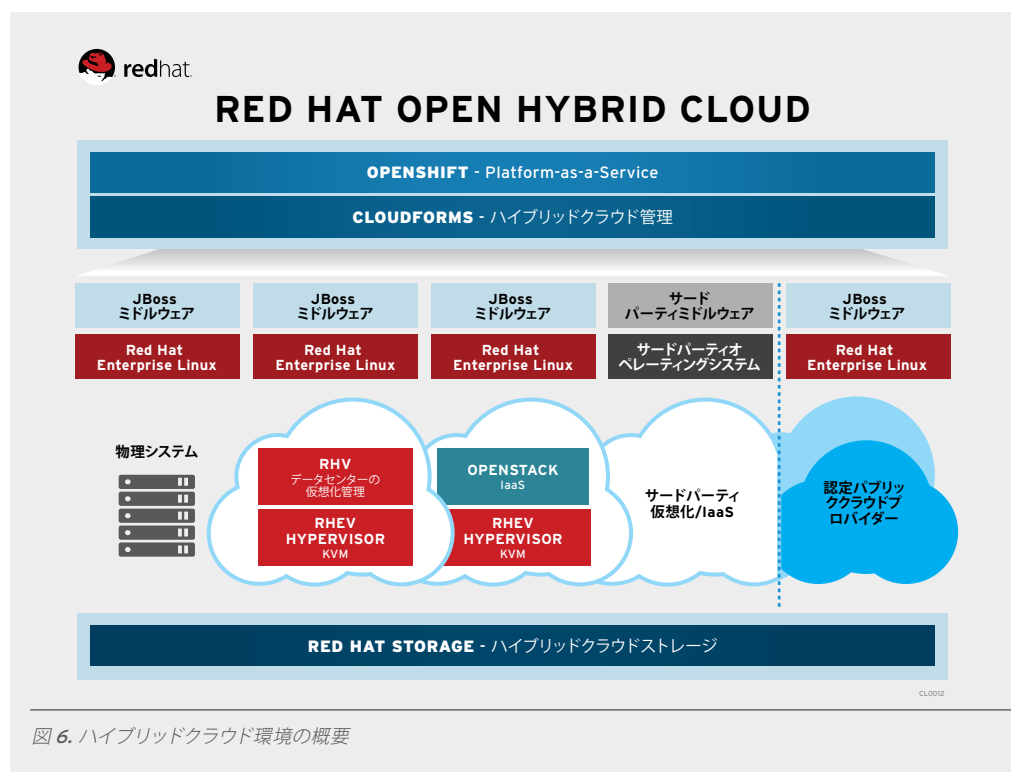 redhat.
RED HAT OPEN HYBRID CLOUD
OPENSHIFT - Platform-as-a-Service
CLOUDFORMS - ハイブリッドクラウド管理
JBoss
ミドルウェア
JBoss
ミドルウェア
JBoss
ミドルウェア
サード
パーティミドルウェア
JBoss
ミドルウェア
Red Hat
Enterprise Linux
Red Hat
Enterprise Linux
Red Hat
Enterprise Linux
サードパーティオ
ペレーティングシステム
Red Hat
Enterprise Linux
物理システム
RHV
データセンターの
仮想化管理
RHEV
HYPERVISOR
KVM
OPENSTACK
IaaS
RHEV
HYPERVISOR
KVM
サードパーティ
仮想化/IaaS
認定パブリッ
ククラウドプ
ロバイダー
RED HAT STORAGE - ハイブリッドクラウドストレージ
CL0012
図 6. ハイブリッドクラウド環境の概要